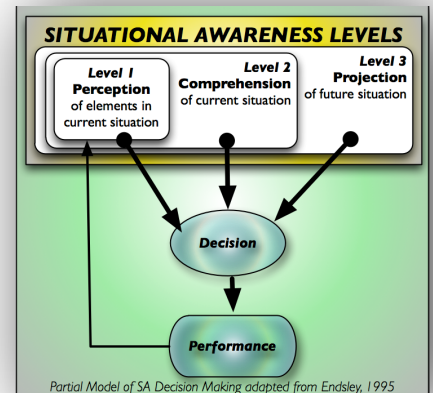 SITUATIONAL AWARENESS LEVELS
Level 1
Perception
of elements in
current situation
Level 2
Comprehension
of current situation
Level 3
Projection
of future situation
Decision
Performance
Partial Model of SA Decision Making adapted from Endsley, 1995